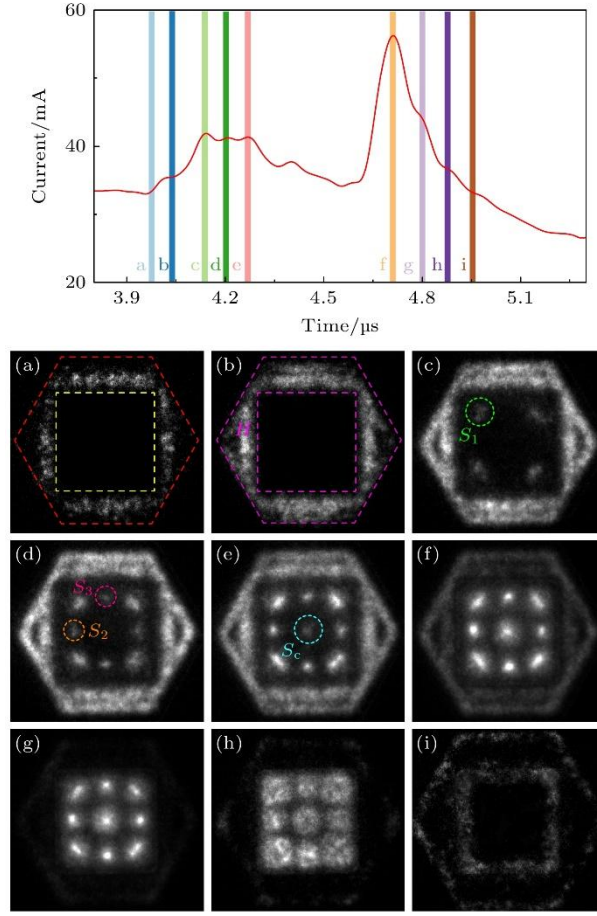 60
40
20
Current/mA
a b c d e f g h i
3.9 4.2 4.5 4.8 5.1
Time/μs
(a) (b) (c)
H
S1
(d) (e) (f)
S3
S2
Sc
(g) (h) (i)